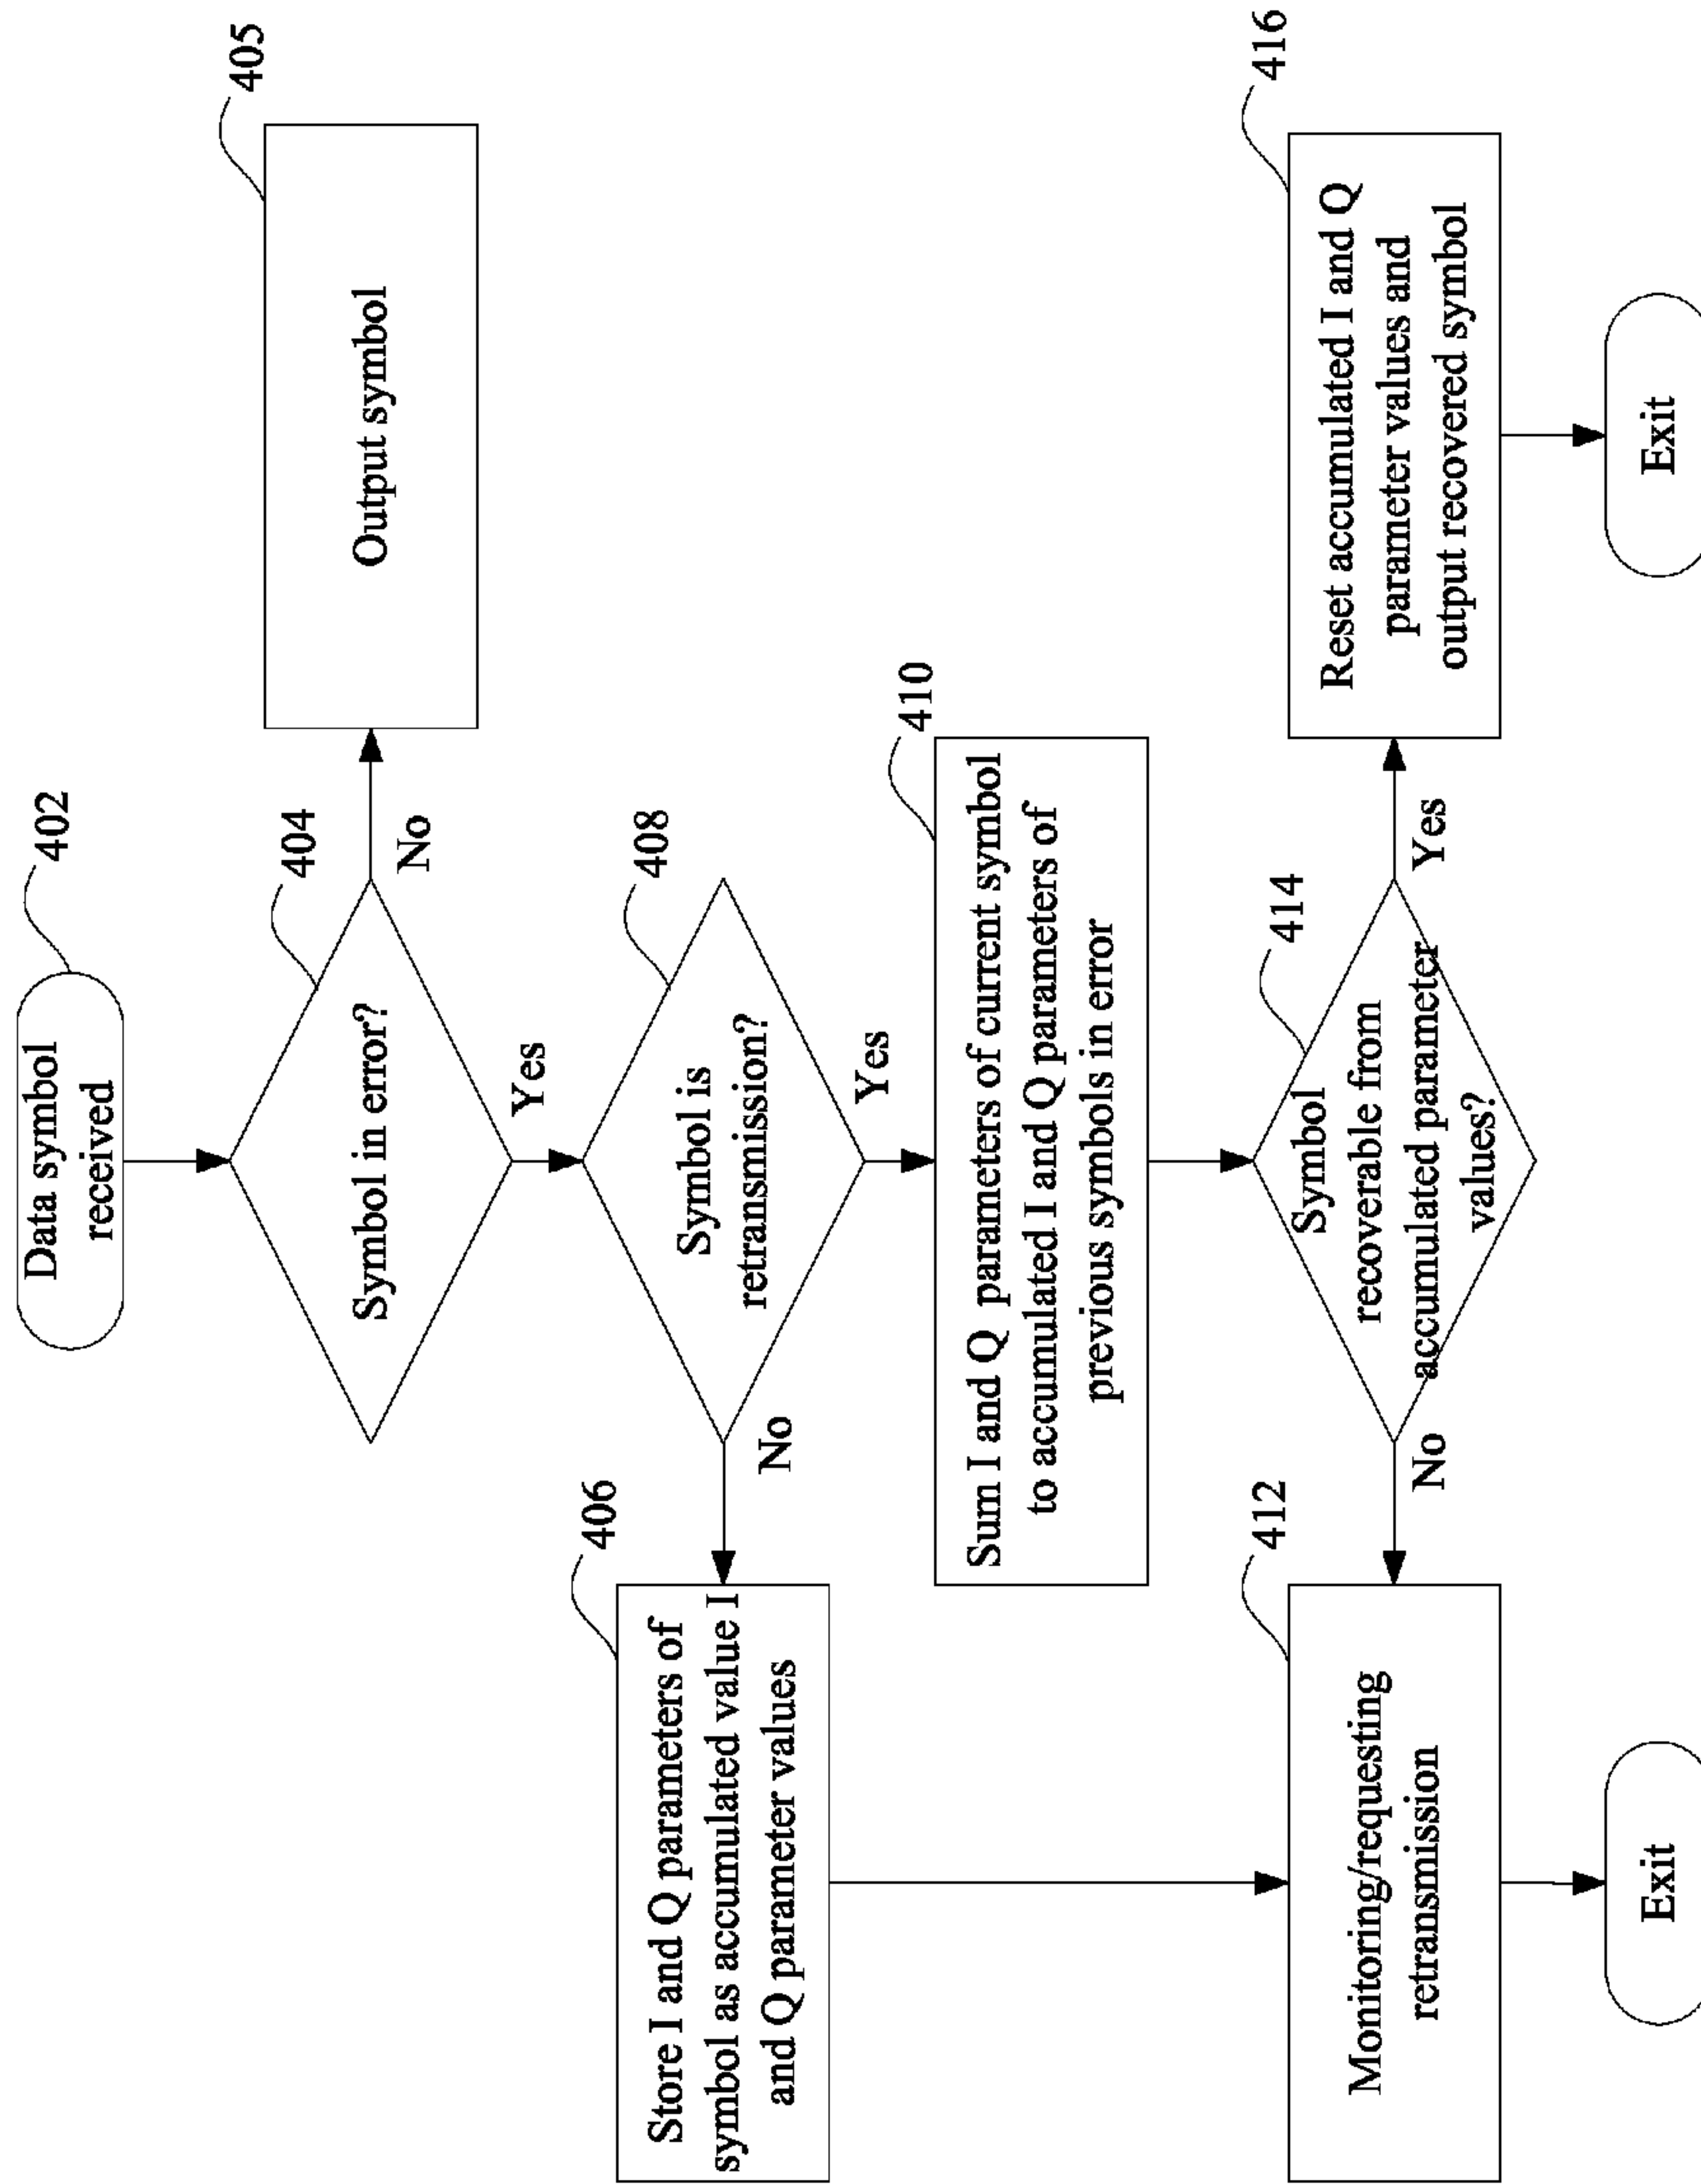 402
Data symbol
received
404
Symbol in error?
No
405
Output symbol
Yes
408
Symbol is
retransmission?
No
Yes
406
Store I and Q parameters of
symbol as accumulated value I
and Q parameter values
410
Sum I and Q parameters of current symbol
to accumulated I and Q parameters of
previous symbols in error
414
Symbol
recoverable from
accumulated parameter
values?
No
Yes
412
Monitoring/requesting
retransmission
416
Reset accumulated I and Q
parameter values and
output recovered symbol
Exit
Exit